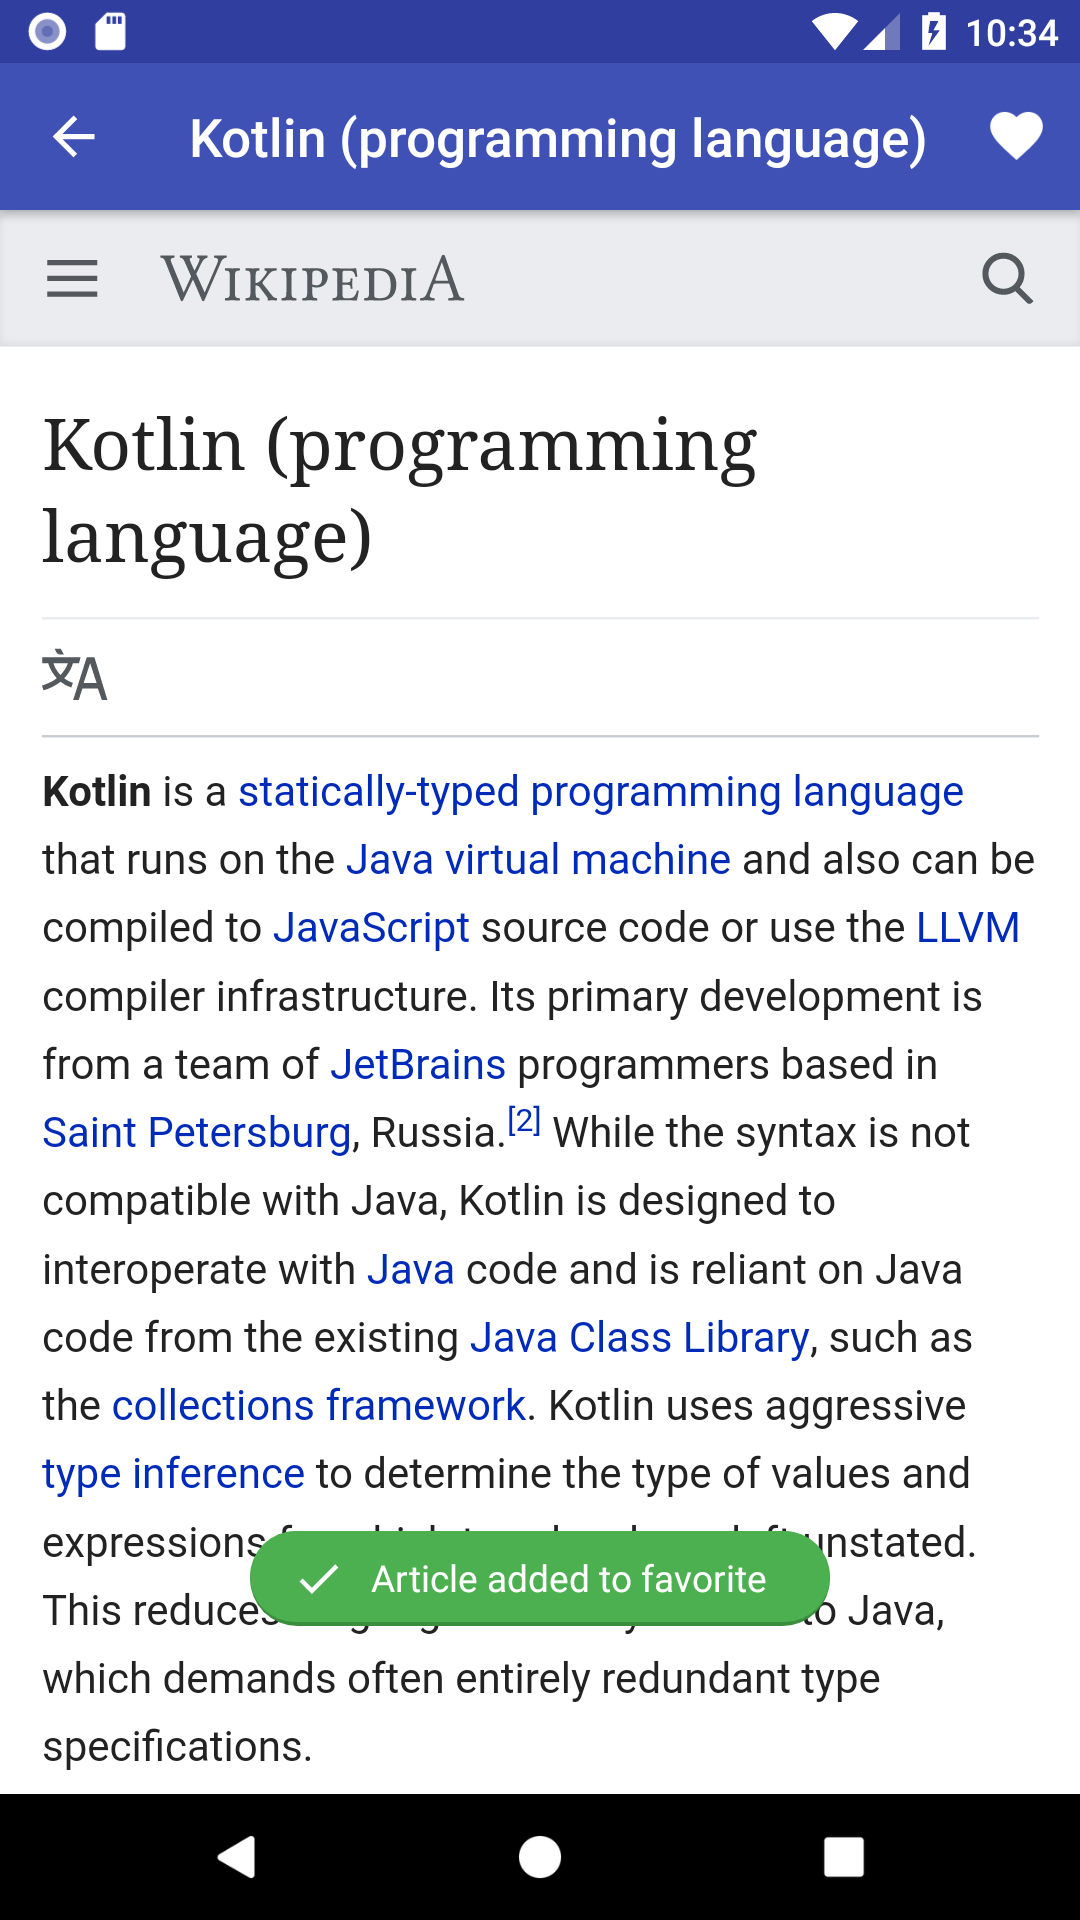 10:34
Kotlin (programming language)
WIKIPEDIA
Kotlin (programming
language)
文A
Kotlin is a statically-typed programming language
that runs on the Java virtual machine and also can be
compiled to JavaScript source code or use the LLVM
compiler infrastructure. Its primary development is
from a team of JetBrains programmers based in
Saint Petersburg, Russia.[2] While the syntax is not
compatible with Java, Kotlin is designed to
interoperate with Java code and is reliant on Java
code from the existing Java Class Library, such as
the collections framework. Kotlin uses aggressive
type inference to determine the type of values and
expressions unstated.
Article added to favorite
This reduces to Java,
which demands often entirely redundant type
specifications.